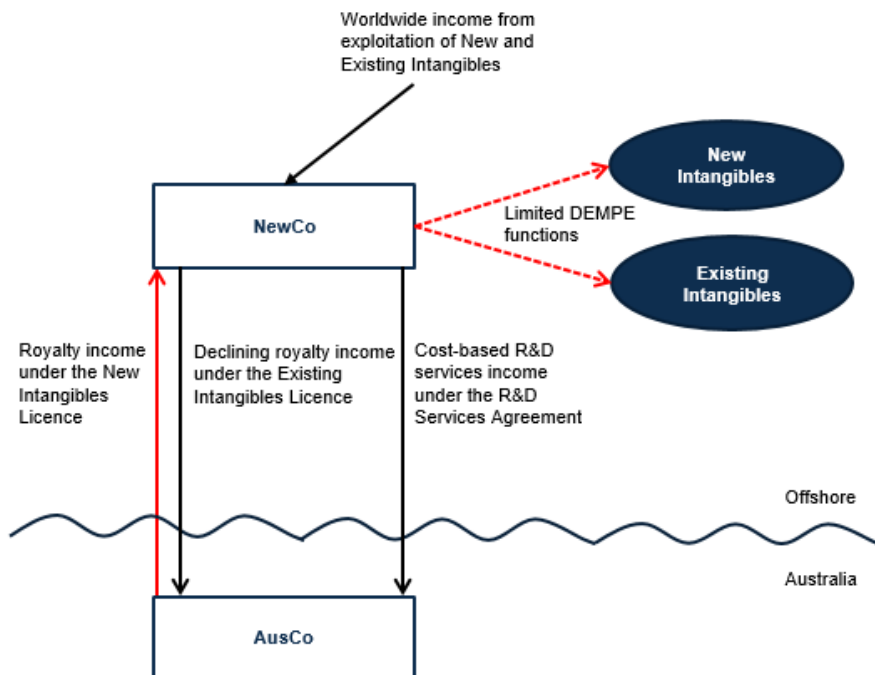 Worldwide income from
exploitation of New and
Existing Intangibles
New
Intangibles
NewCo
Limited DEMPE
functions
Existing
Intangibles
Royalty income
under the New
Intangibles
Licence
Declining royalty income
under the Existing
Intangibles Licence
Cost-based R&D
services income
under the R&D
Services Agreement
Offshore
Australia
AusCo